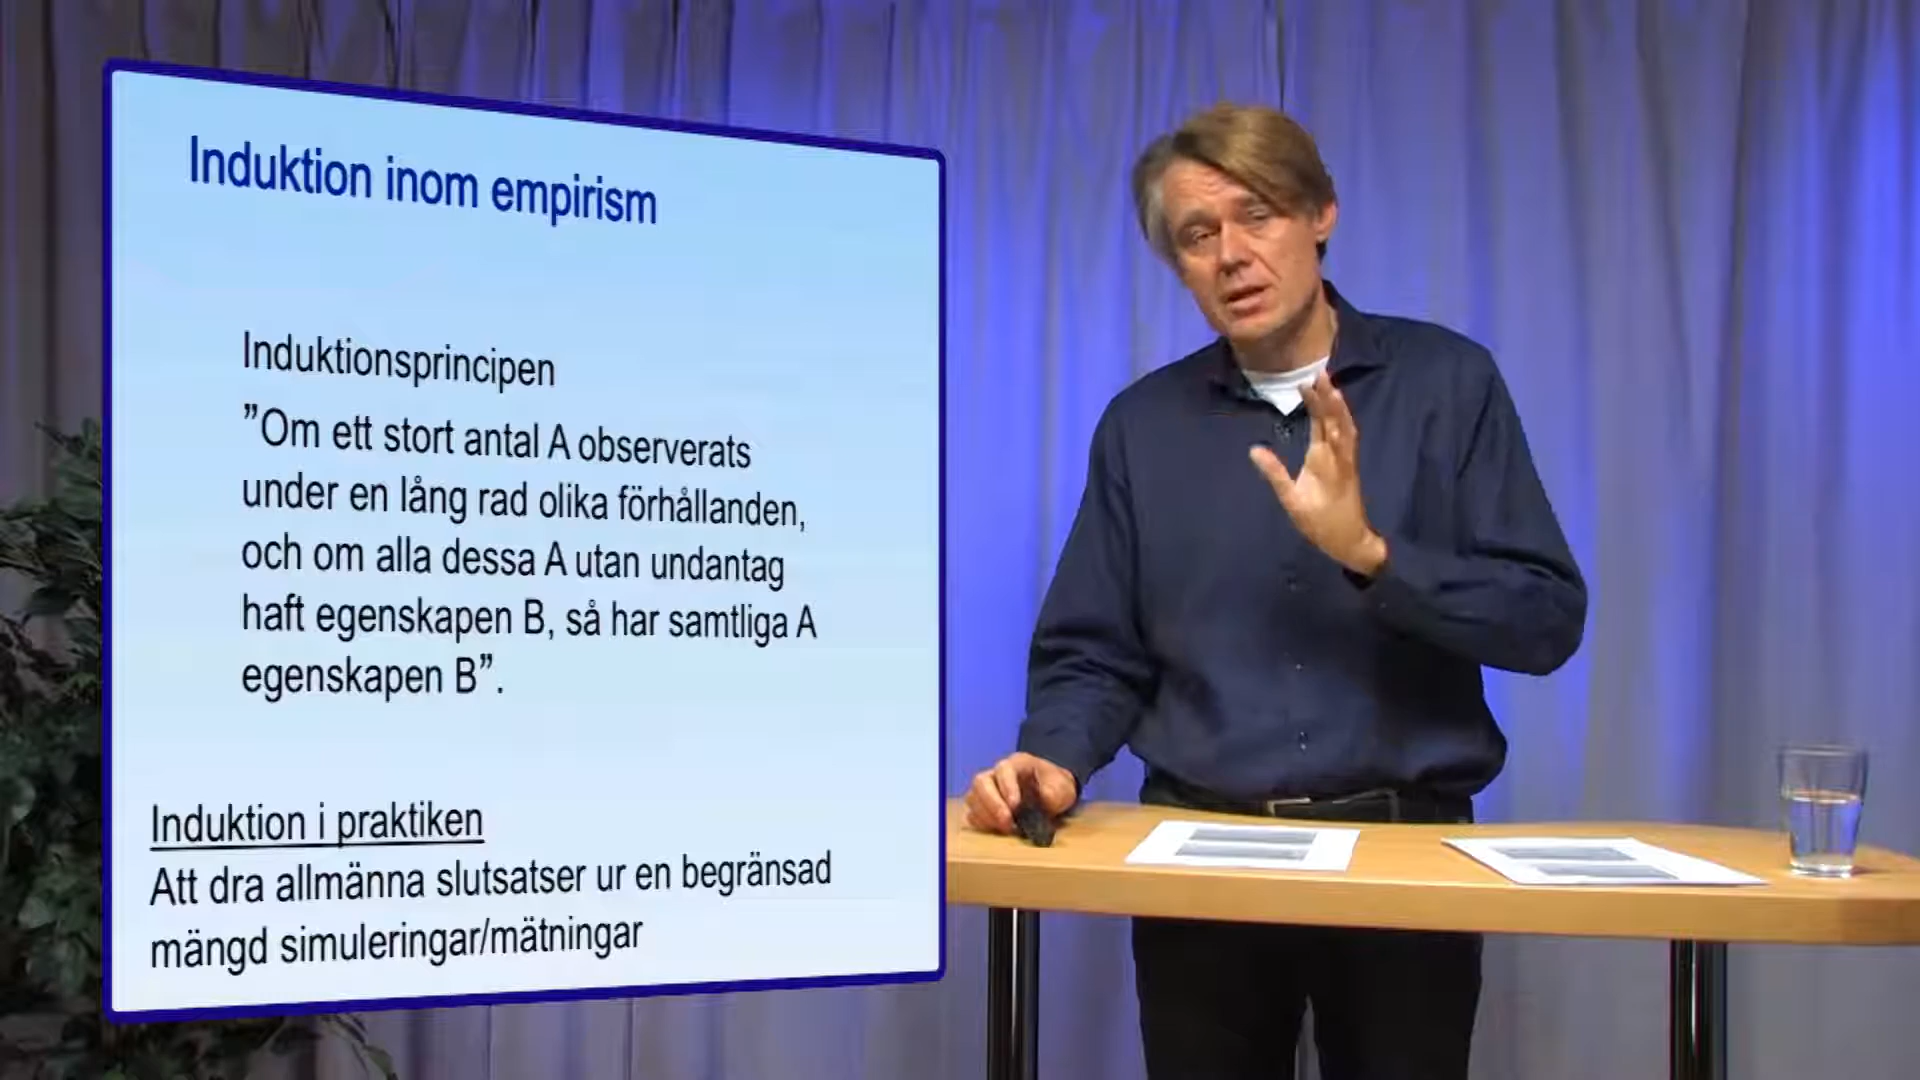 Induktion inom empirism
Induktionsprincipen
”Om ett stort antal A observerats
under en lång rad olika förhållanden,
och om alla dessa A utan undantag
haft egenskapen B, så har samtliga A
egenskapen B”.
Induktion i praktiken
Att dra allmänna slutsatser ur en begränsad
mängd simuleringar/mätningar